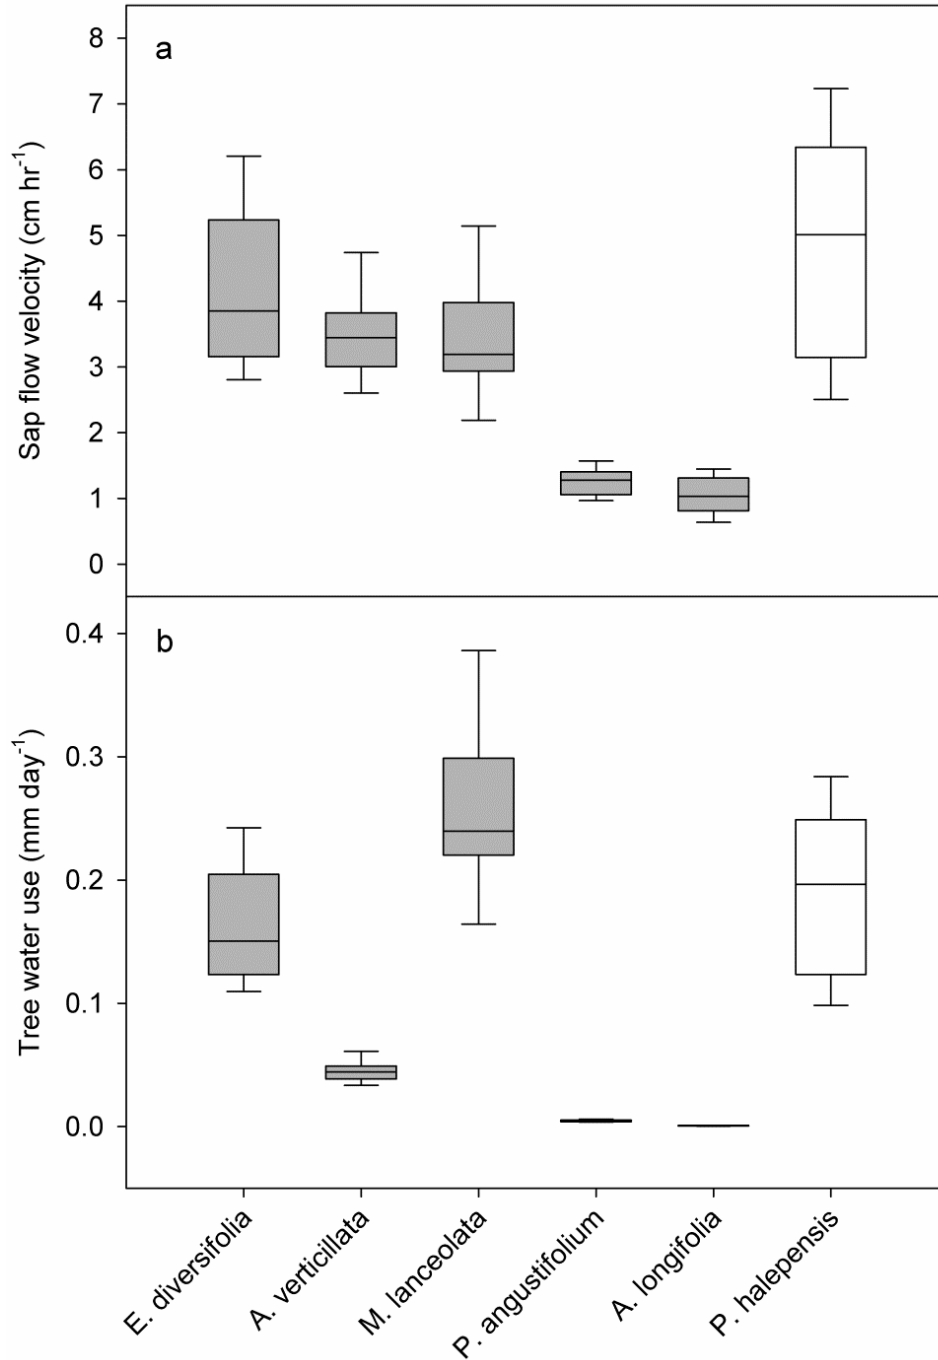 a
8
7
6
5
4
3
2
1
0
Sap flow velocity (cm hr⁻¹)
b
0.4
0.3
0.2
0.1
0.0
Tree water use (mm day⁻¹)
E. diversifolia
A. verticillata
M. lanceolata
P. angustifolium
A. longifolia
P. halepensis